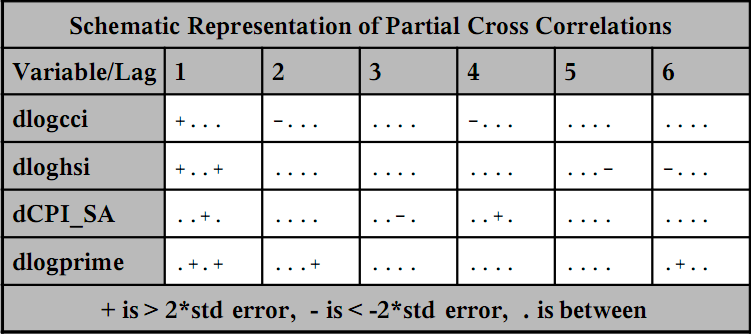 Schematic Representation of Partial Cross Correlations
Variable/Lag 1 2 3 4 5 6
dlogcci +... -... .... -... .... ....
dloghsi +..+ .... .... .... ...- -...
dCPI_SA ..+. .... ..-. ..+. .... ....
dlogprime .+.+ ...+ .... .... .... .+..
+ is > 2*std error, - is < -2*std error, . is between